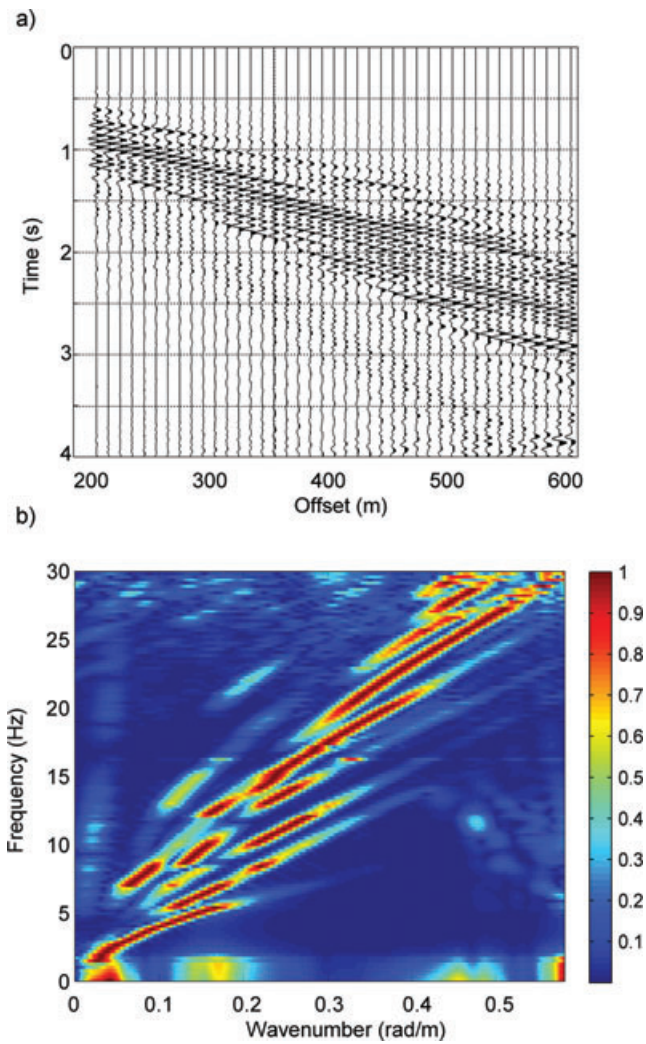 a)
0
1
2
3
4
Time (s)
200 300 400 500 600
Offset (m)
b)
30
25
20
15
10
5
0
Frequency (Hz)
0 0.1 0.2 0.3 0.4 0.5
Wavenumber (rad/m)
1
0.9
0.8
0.7
0.6
0.5
0.4
0.3
0.2
0.1